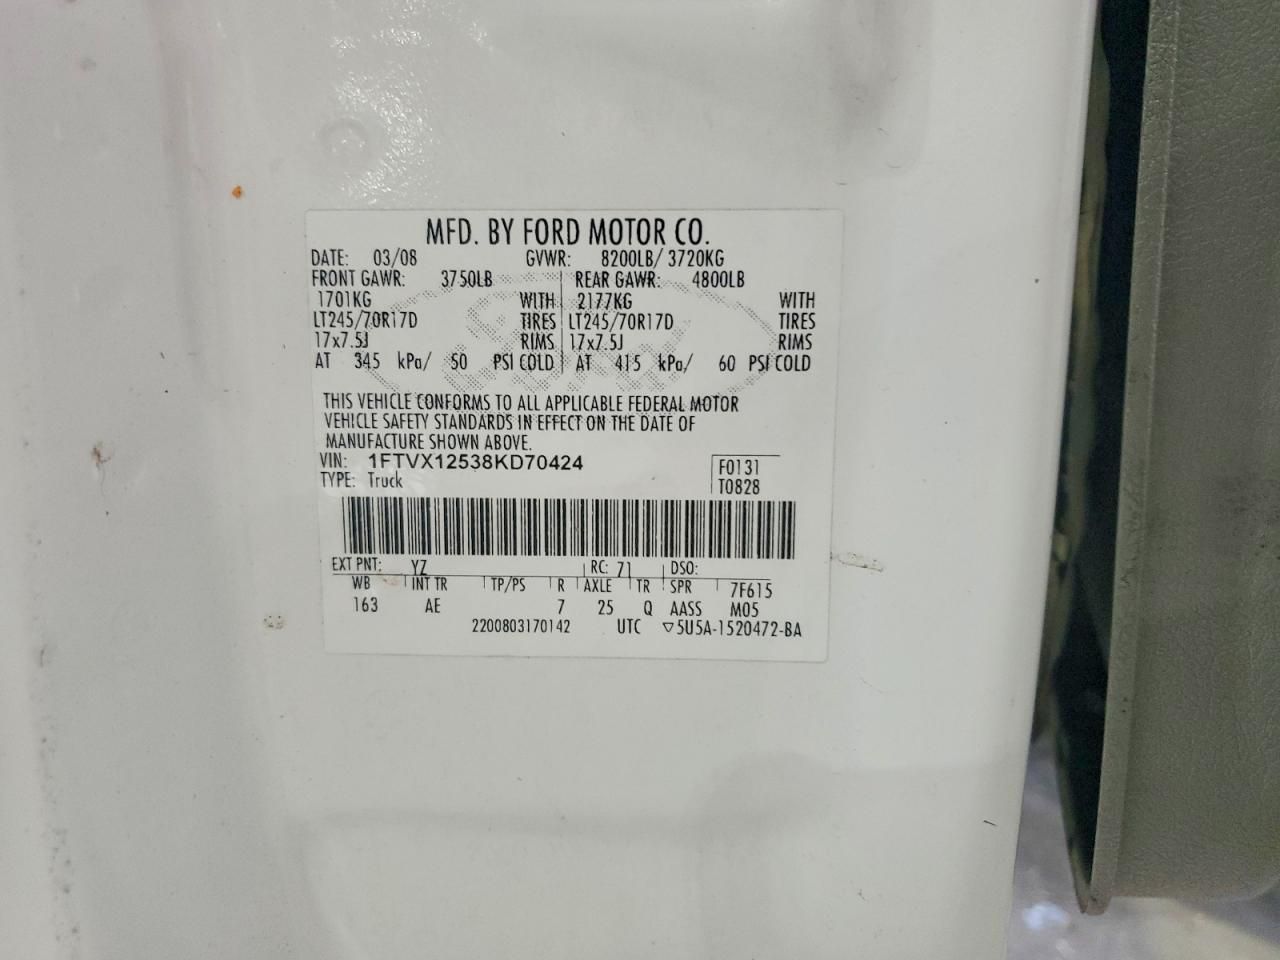 MFD. BY FORD MOTOR CO.
DATE: 03/08 GVWR: 8200LB/ 3720KG
FRONT GAWR: 3750LB REAR GAWR: 4800LB
1701KG WITH 2177KG WITH
LT245/70R17D TIRES LT245/70R17D TIRES
17x7.5J RIMS 17x7.5J RIMS
AT 345 kPa/ 50 PSI COLD AT 415 kPa/ 60 PSI COLD
THIS VEHICLE CONFORMS TO ALL APPLICABLE FEDERAL MOTOR
VEHICLE SAFETY STANDARDS IN EFFECT ON THE DATE OF
MANUFACTURE SHOWN ABOVE.
VIN: 1FTVX12538KD70424 F0131
TYPE: Truck T0828
EXT PNT: YZ RC: 71 DSO:
WB INT TR TP/PS R AXLE TR SPR 7F615
163 AE 7 25 Q AASS M05
2200803170142 UTC ▽5U5A-1520472-BA